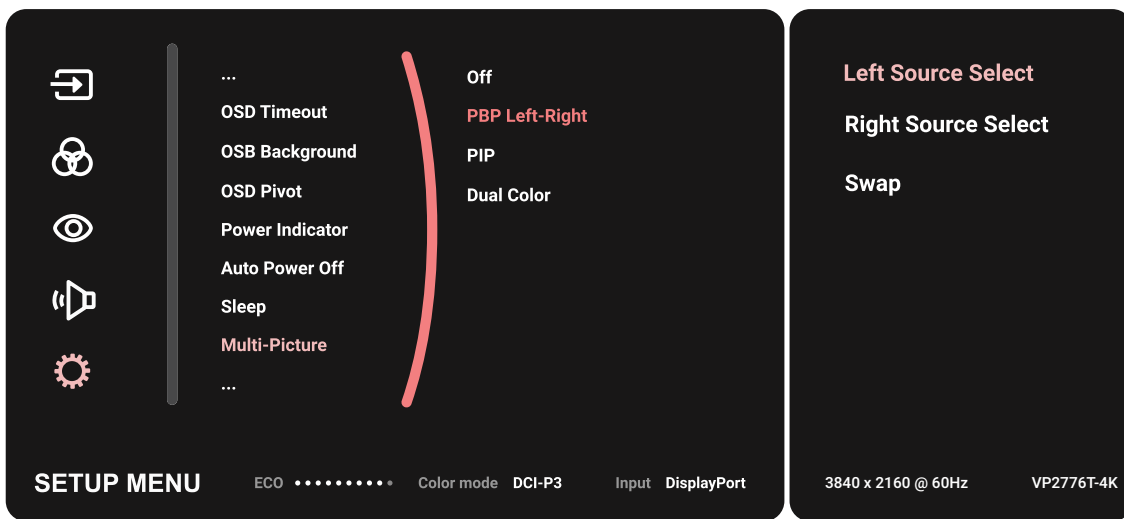 ...
OSD Timeout
OSB Background
OSD Pivot
Power Indicator
Auto Power Off
Sleep
Multi-Picture
...
Off
PBP Left-Right
PIP
Dual Color
Left Source Select
Right Source Select
Swap
SETUP MENU ECO Color mode DCI-P3 Input DisplayPort 3840 x 2160 @ 60Hz VP2776T-4K